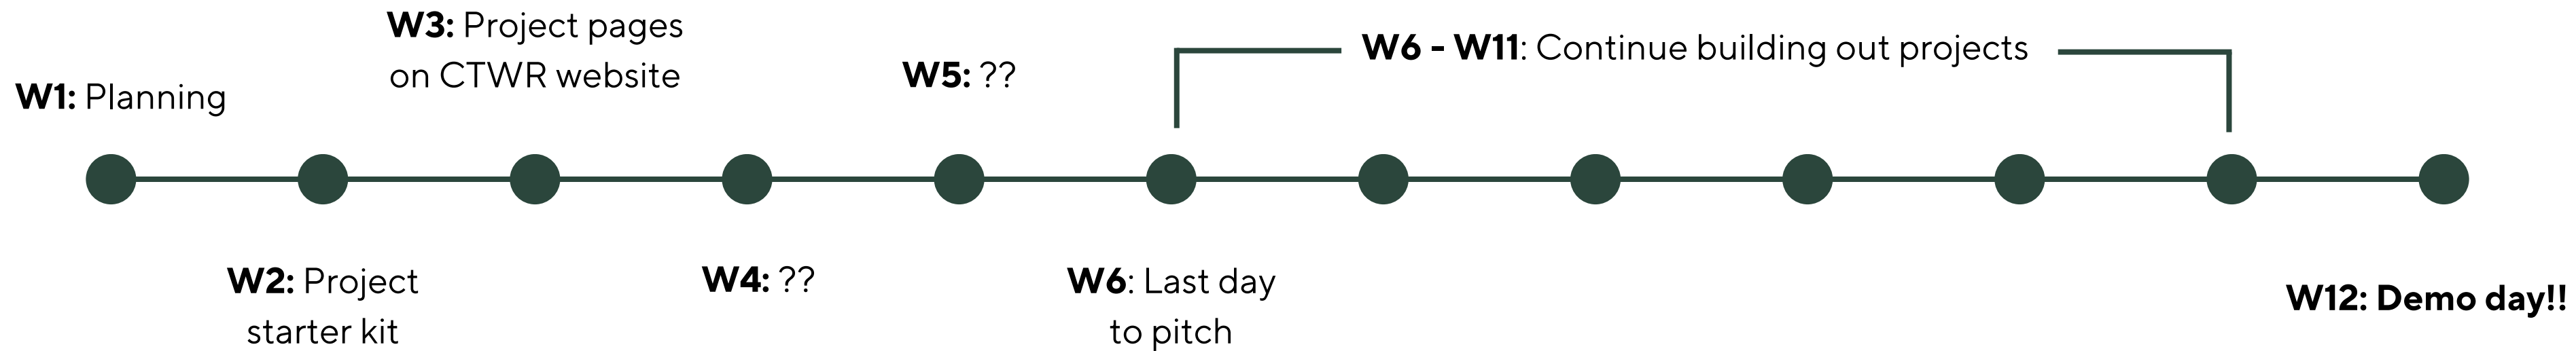 W1: Planning
W2: Project
starter kit
W3: Project pages
on CTWR website
W4: ??
W5: ??
W6: Last day
to pitch
W6 - W11: Continue building out projects
W12: Demo day!!